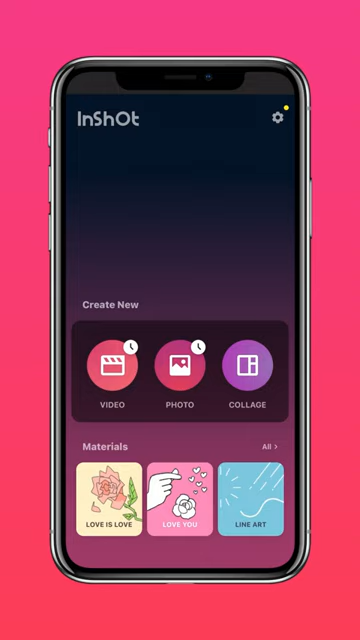 InShOt
Create New
VIDEO
PHOTO
COLLAGE
Materials
All >
LOVE IS LOVE
LOVE YOU
LINE ART